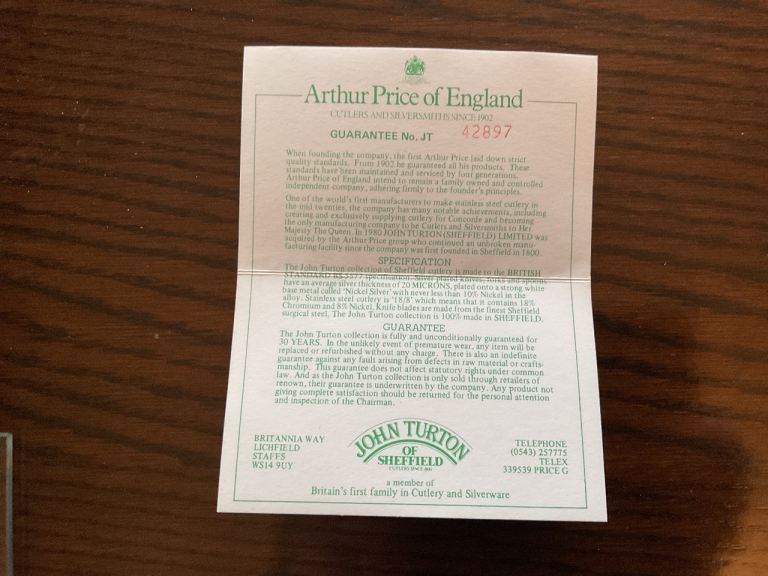 Arthur Price of England
CUTLERS AND SILVERSMITHS SINCE 1902
GUARANTEE No. JT 42897
When founding the company, the first Arthur Price laid down strict
quality standards. From 1902 he guaranteed all his products. These
standards have been maintained and serviced by four generations.
Arthur Price of England intend to remain a family owned and controlled
independent company, adhering firmly to the founder's principles.
One of the world's first manufacturers to make stainless steel cutlery in
the mid twenties, the company has many notable achievements, including
creating and exclusively supplying cutlery for Concorde and becoming
the only manufacturing company to be Cutlers and Silversmiths to Her
Majesty The Queen. In 1980 JOHN TURTON (SHEFFIELD) LIMITED was
acquired by the Arthur Price group who continued an unbroken manu-
facturing facility since the company was first founded in Sheffield in 1800.
SPECIFICATION
The John Turton collection of Sheffield cutlery is made to the BRITISH
STANDARD BS5577 specification. Silver plated knives, forks and spoons
have an average silver thickness of 20 MICRONS, plated onto a strong white
base metal called 'Nickel Silver' with never less than 10% Nickel in the
alloy. Stainless steel cutlery is '18/8' which means that it contains 18%
Chromium and 8% Nickel. Knife blades are made from the finest Sheffield
surgical steel. The John Turton collection is 100% made in SHEFFIELD.
GUARANTEE
The John Turton collection is fully and unconditionally guaranteed for
30 YEARS. In the unlikely event of premature wear, any item will be
replaced or refurbished without any charge. There is also an indefinite
guarantee against any fault arising from defects in raw material or crafts-
manship. This guarantee does not affect statutory rights under common
law. And as the John Turton collection is only sold through retailers of
renown, their guarantee is underwritten by the company. Any product not
giving complete satisfaction should be returned for the personal attention
and inspection of the Chairman.
BRITANNIA WAY
LICHFIELD
STAFFS
WS14 9UY
JOHN TURTON
OF
SHEFFIELD
CUTLERS SINCE 1800
TELEPHONE
(0543) 257775
TELEX
339539 PRICE G
a member of
Britain's first family in Cutlery and Silverware